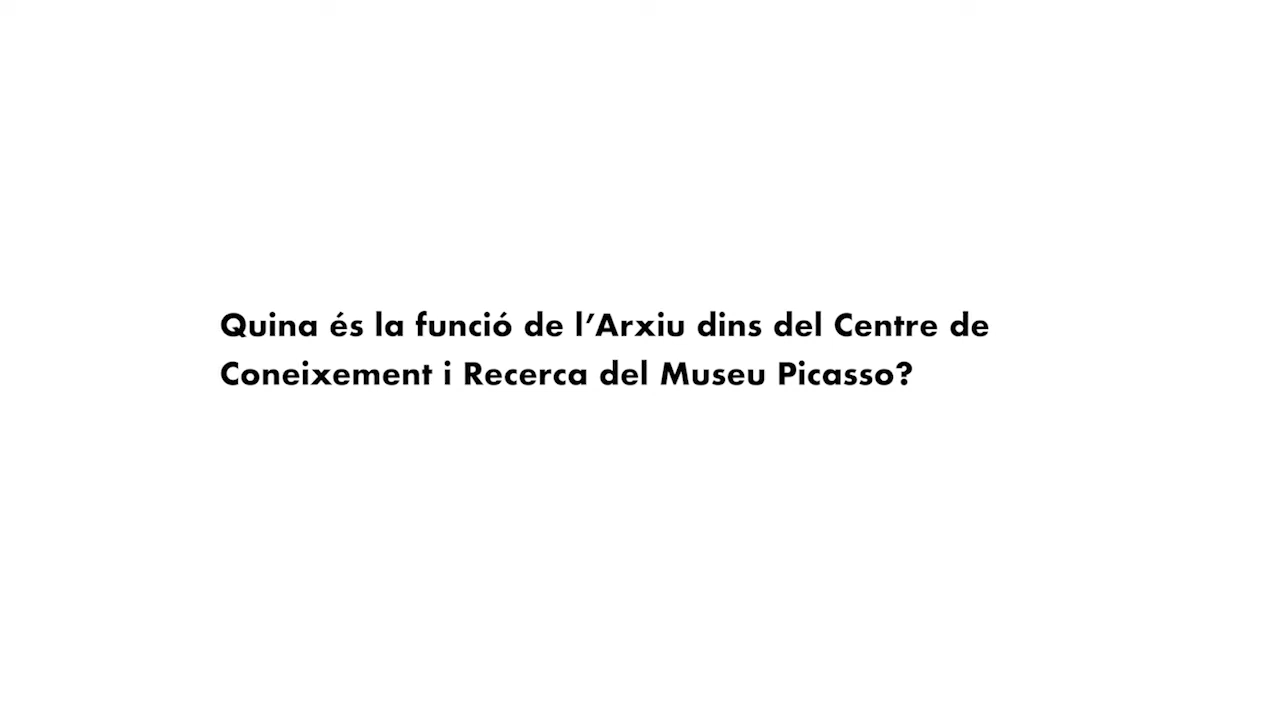 Quina és la funció de l’Arxiu dins del Centre de
Coneixement i Recerca del Museu Picasso?